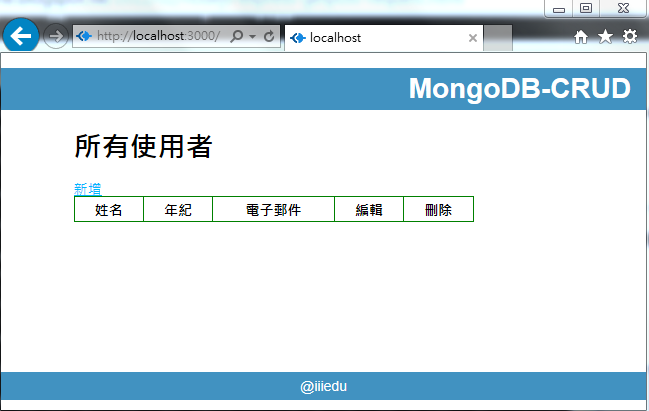 http://localhost:3000/
localhost
MongoDB-CRUD
所有使用者
新增
姓名 年紀 電子郵件 編輯 刪除
@iiiedu